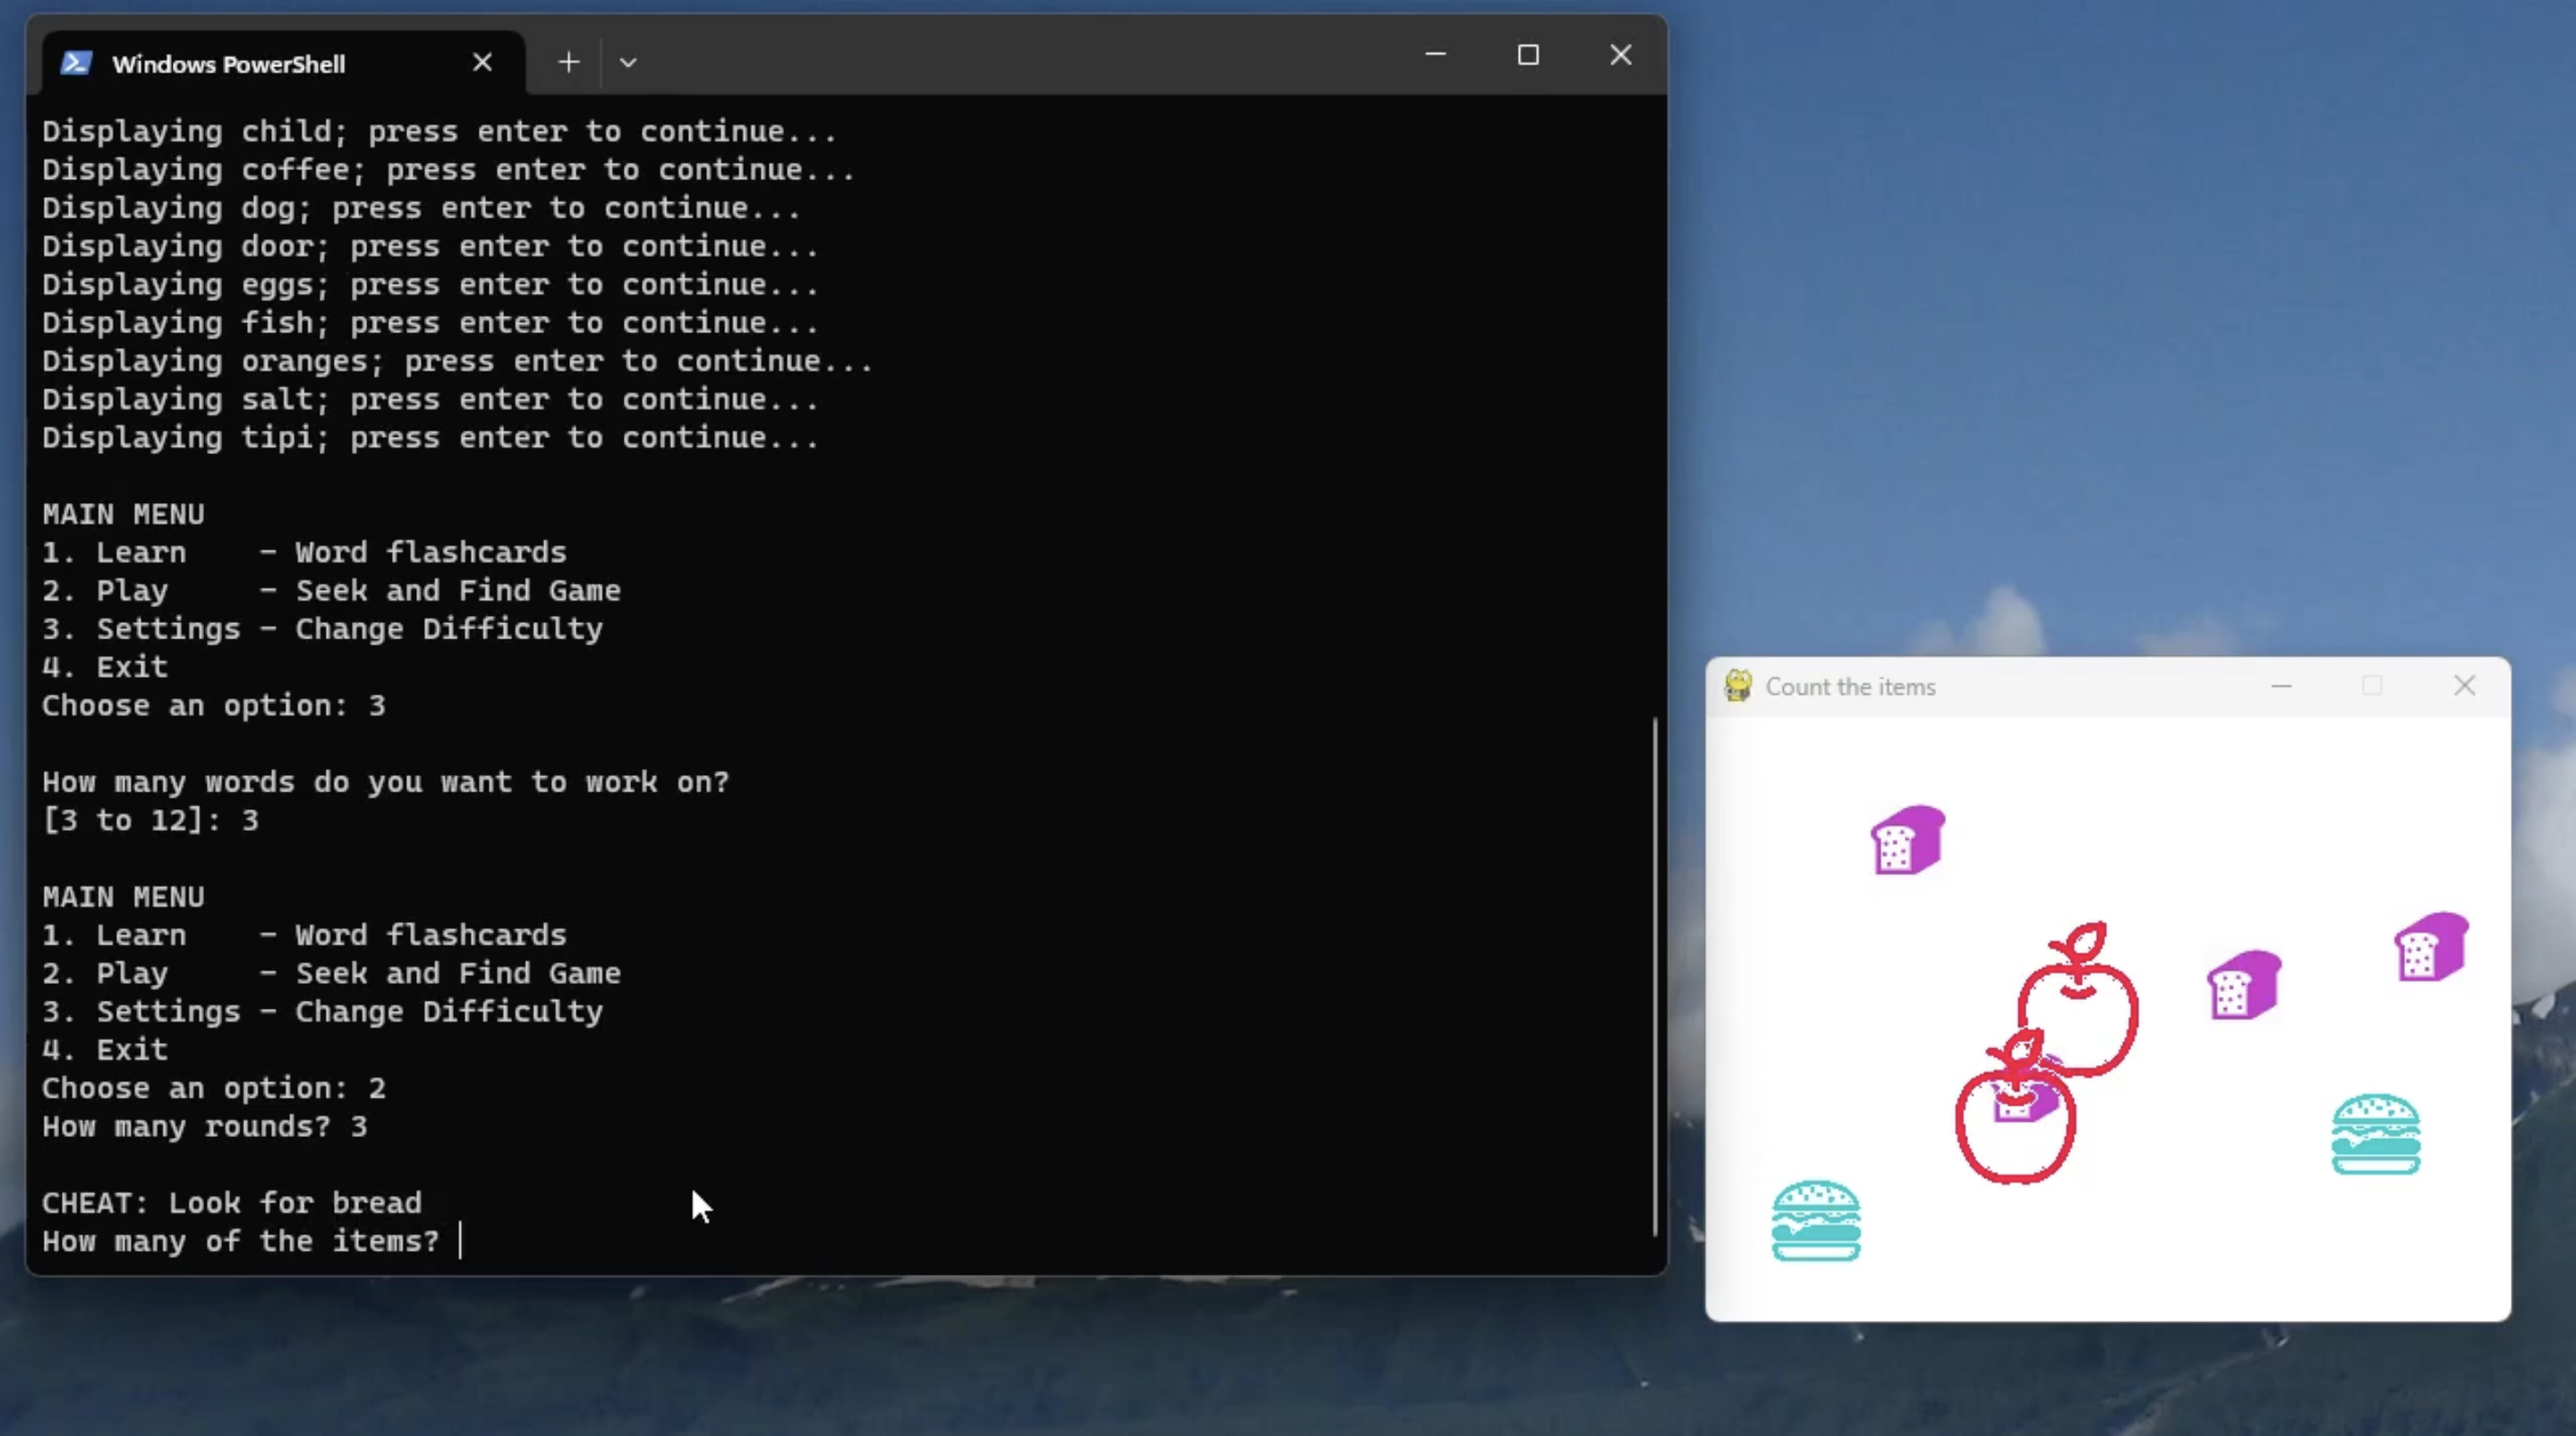 Windows PowerShell
Displaying child; press enter to continue...
Displaying coffee; press enter to continue...
Displaying dog; press enter to continue...
Displaying door; press enter to continue...
Displaying eggs; press enter to continue...
Displaying fish; press enter to continue...
Displaying oranges; press enter to continue...
Displaying salt; press enter to continue...
Displaying tipi; press enter to continue...
MAIN MENU
1. Learn    - Word flashcards
2. Play     - Seek and Find Game
3. Settings - Change Difficulty
4. Exit
Choose an option: 3
How many words do you want to work on?
[3 to 12]: 3
MAIN MENU
1. Learn    - Word flashcards
2. Play     - Seek and Find Game
3. Settings - Change Difficulty
4. Exit
Choose an option: 2
How many rounds? 3
CHEAT: Look for bread
How many of the items?
Count the items